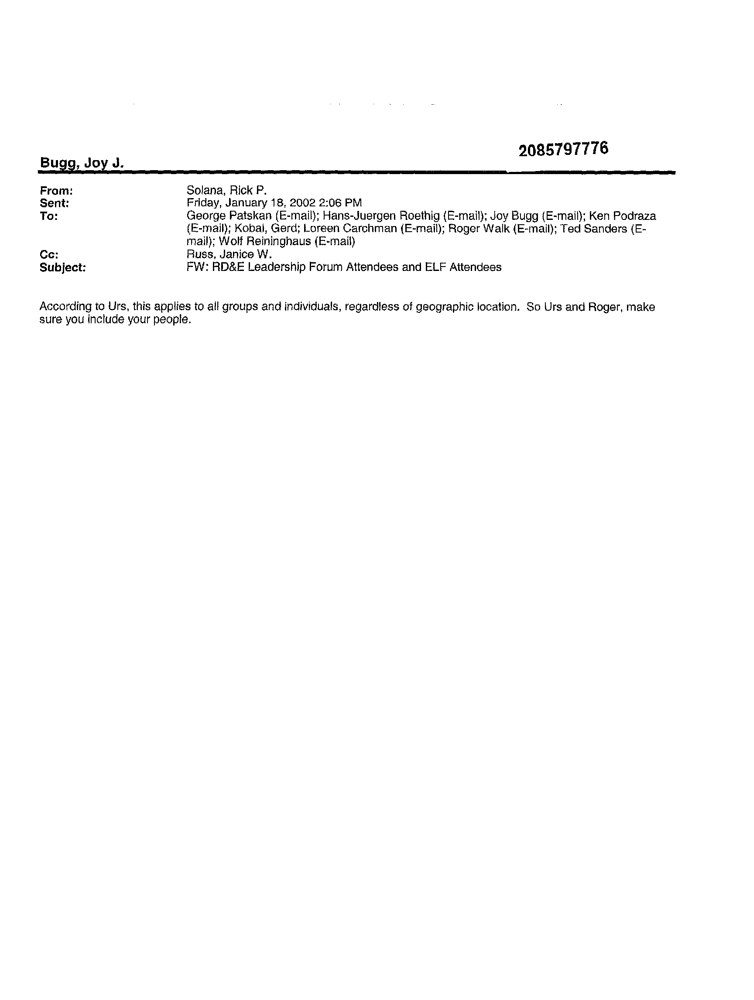 2085797776
Bugg, Joy J.
From: Solana, Rick P.
Sent: Friday, January 18, 2002 2:06 PM
To: George Patskan (E-mail); Hans-Juergen Roethig (E-mail); Joy Bugg (E-mail); Ken Podraza
(E-mail); Kobal, Gerd; Loreen Carchman (E-mail); Roger Walk (E-mail); Ted Sanders (E-
mail); Wolf Reininghaus (E-mail)
Cc: Russ, Janice W.
Subject: FW: RD&E Leadership Forum Attendees and ELF Attendees
According to Urs, this applies to all groups and individuals, regardless of geographic location.  So Urs and Roger, make
sure you include your people.